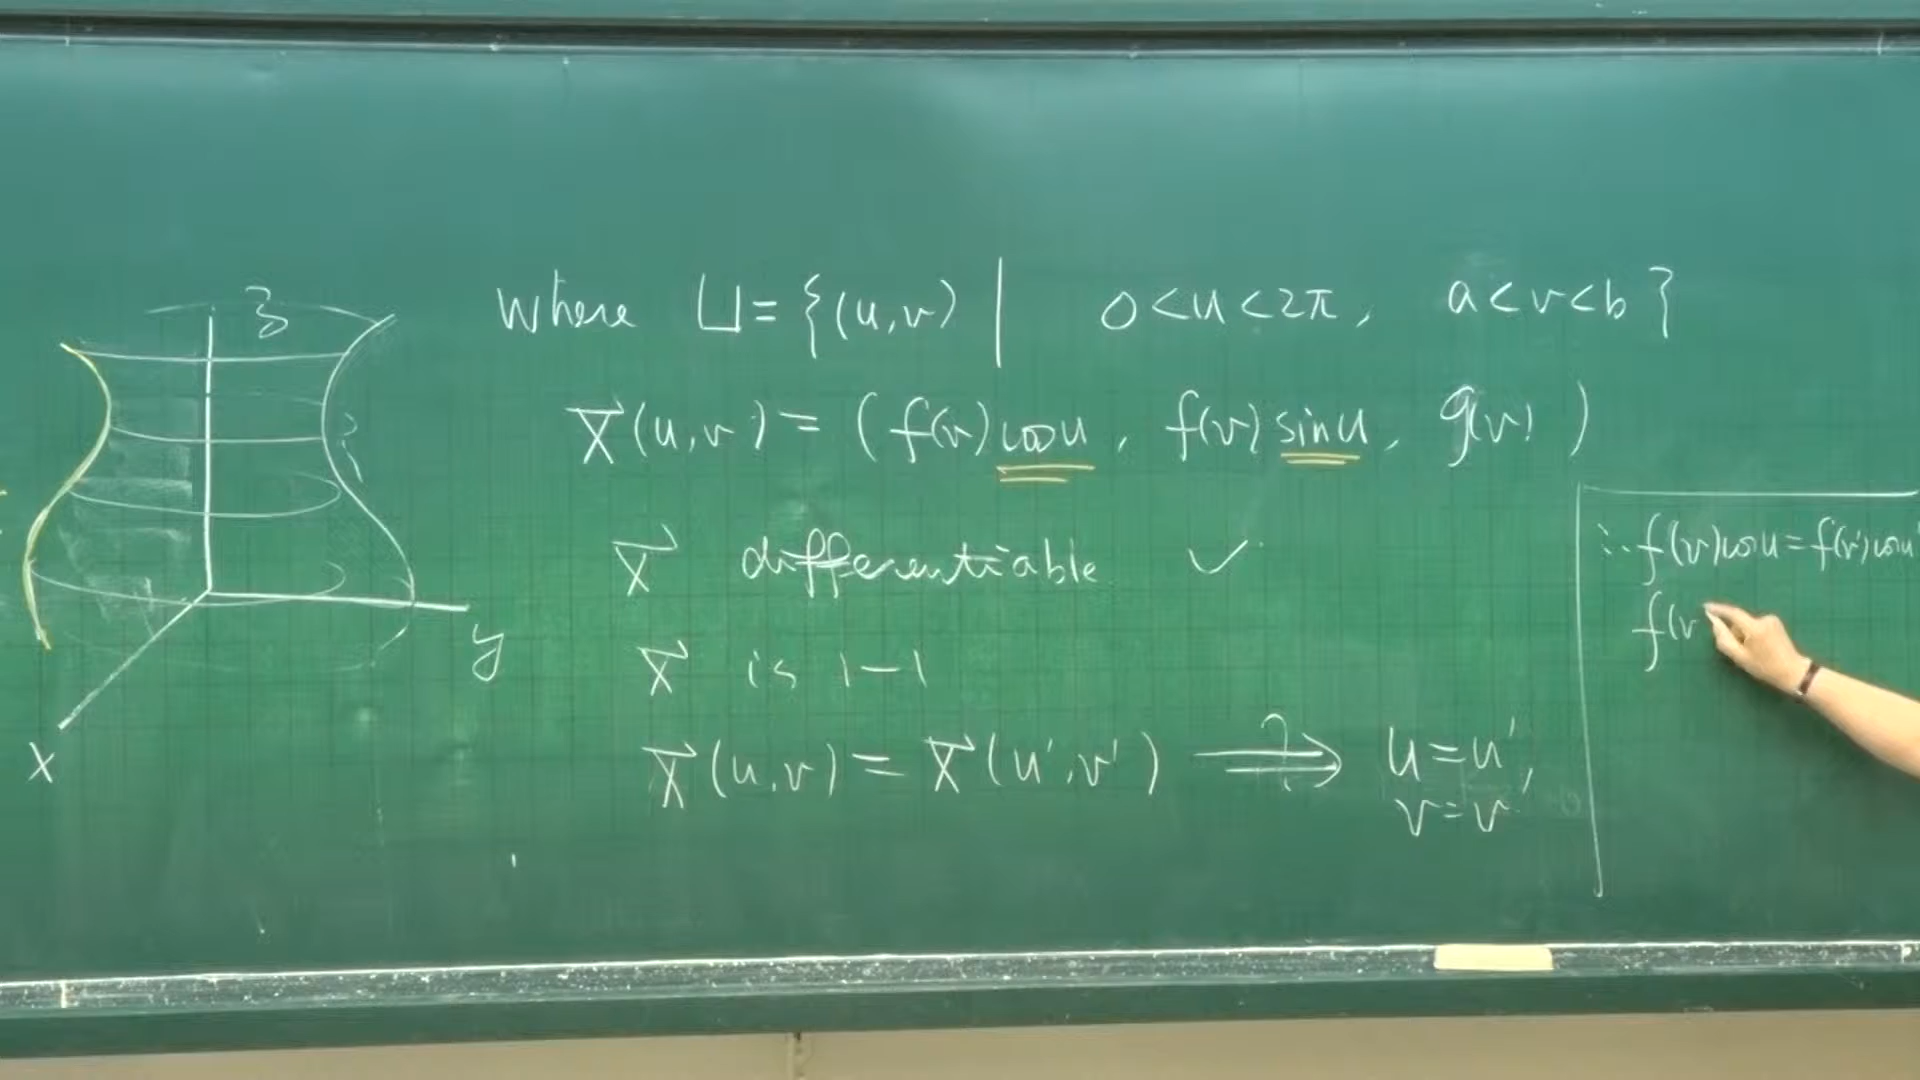 where U = {(u,v) | 0<u<2π, a<v<b}
X⃗(u,v) = (f(v)cosu, f(v)sinu, g(v))
X⃗ differentiable ✓
X⃗ is 1-1
X⃗(u,v) = X⃗(u',v') ⟹ ? u=u',
v=v'
∵ f(v)cosu = f(v')cosu'
f(v
z
y
x